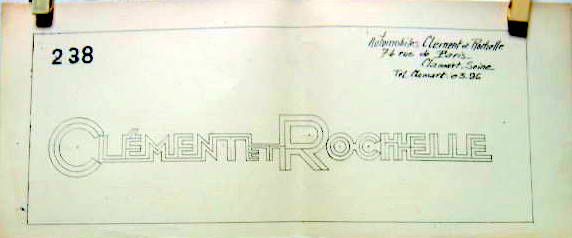 238
Automobiles Clement et Rochelle
74 rue de Paris
Clamart. Seine
Tel Clamart 03.96
CLÉMENT ET ROCHELLE